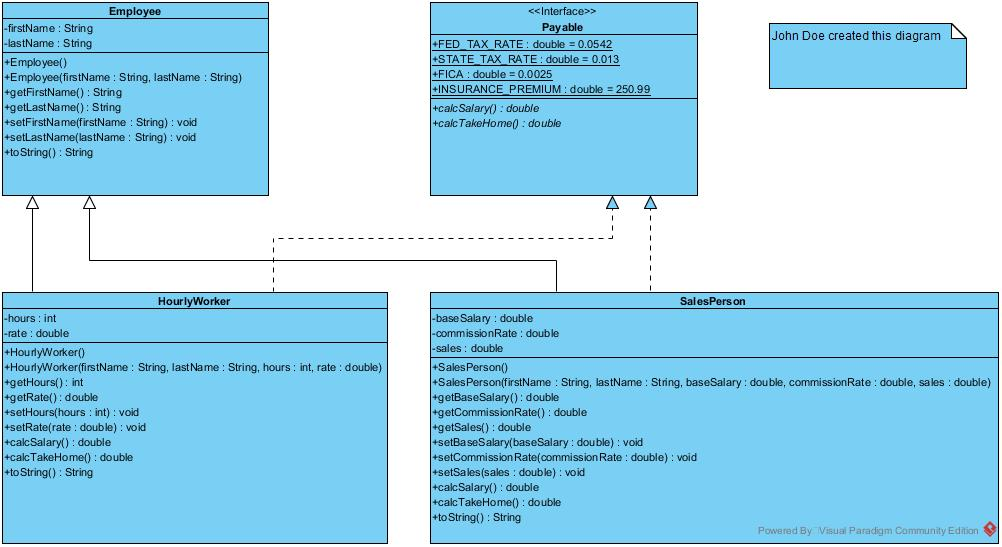 Employee
-firstName : String
-lastName : String
+Employee()
+Employee(firstName : String, lastName : String)
+getFirstName() : String
+getLastName() : String
+setFirstName(firstName : String) : void
+setLastName(lastName : String) : void
+toString() : String
<<Interface>>
Payable
+FED_TAX_RATE : double = 0.0542
+STATE_TAX_RATE : double = 0.013
+FICA : double = 0.0025
+INSURANCE_PREMIUM : double = 250.99
+calcSalary() : double
+calcTakeHome() : double
John Doe created this diagram
HourlyWorker
-hours : int
-rate : double
+HourlyWorker()
+HourlyWorker(firstName : String, lastName : String, hours : int, rate : double)
+getHours() : int
+getRate() : double
+setHours(hours : int) : void
+setRate(rate : double) : void
+calcSalary() : double
+calcTakeHome() : double
+toString() : String
SalesPerson
-baseSalary : double
-commissionRate : double
-sales : double
+SalesPerson()
+SalesPerson(firstName : String, lastName : String, baseSalary : double, commissionRate : double, sales : double)
+getBaseSalary() : double
+getCommissionRate() : double
+getSales() : double
+setBaseSalary(baseSalary : double) : void
+setCommissionRate(commissionRate : double) : void
+setSales(sales : double) : void
+calcSalary() : double
+calcTakeHome() : double
+toString() : String
Powered By Visual Paradigm Community Edition